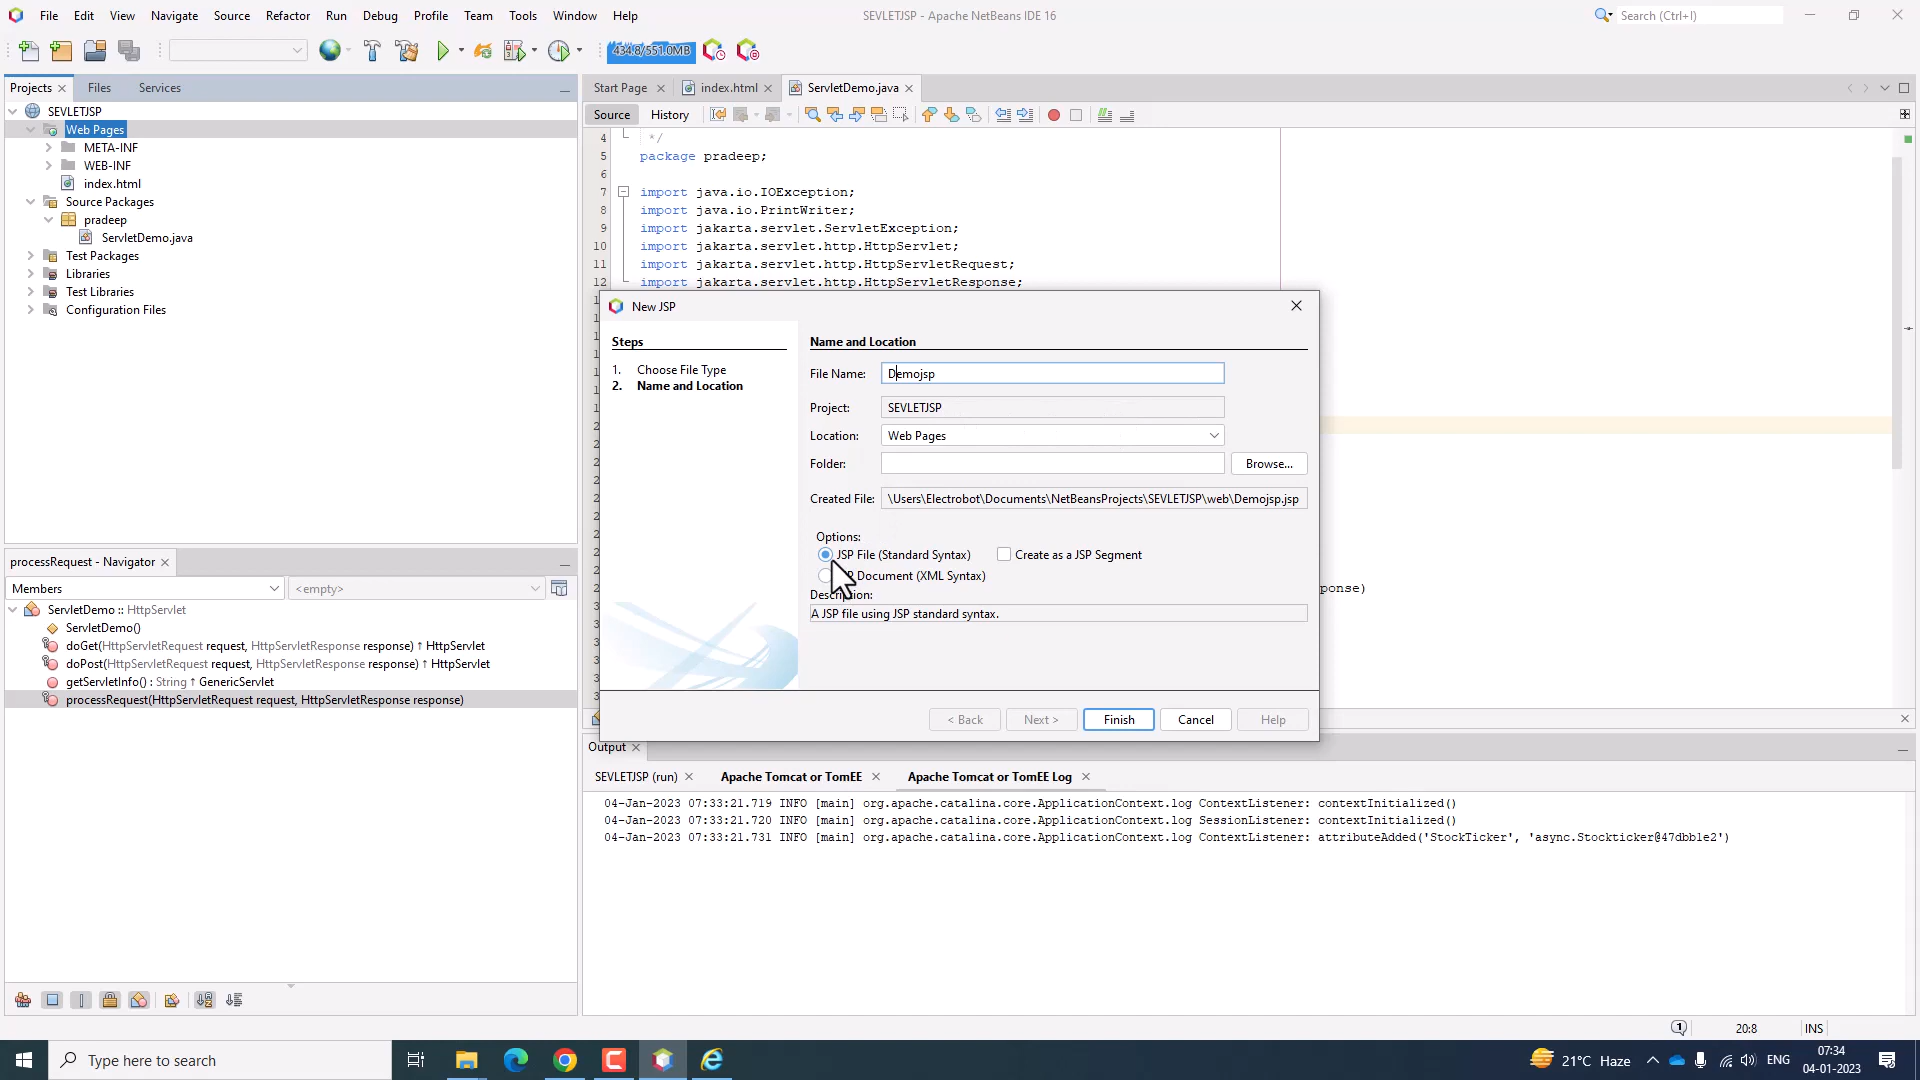 File Edit View Navigate Source Refactor Run Debug Profile Team Tools Window Help
SEVLETJSP - Apache NetBeans IDE 16
Search (Ctrl+I)
434.8/551.0MB
Projects Files Services
SEVLETJSP
Web Pages
META-INF
WEB-INF
index.html
Source Packages
pradeep
ServletDemo.java
Test Packages
Libraries
Test Libraries
Configuration Files
Start Page index.html ServletDemo.java
Source History
4 */
5 package pradeep;
6
7 import java.io.IOException;
8 import java.io.PrintWriter;
9 import jakarta.servlet.ServletException;
10 import jakarta.servlet.http.HttpServlet;
11 import jakarta.servlet.http.HttpServletRequest;
12 import jakarta.servlet.http.HttpServletResponse;
New JSP
Steps
1. Choose File Type
2. Name and Location
Name and Location
File Name: Demojsp
Project: SEVLETJSP
Location: Web Pages
Folder: Browse...
Created File: \Users\Electrobot\Documents\NetBeansProjects\SEVLETJSP\web\Demojsp.jsp
Options:
JSP File (Standard Syntax) Create as a JSP Segment
Document (XML Syntax)
Description:
A JSP file using JSP standard syntax.
< Back Next > Finish Cancel Help
ponse)
processRequest - Navigator
Members <empty>
ServletDemo :: HttpServlet
ServletDemo()
doGet(HttpServletRequest request, HttpServletResponse response) ↑ HttpServlet
doPost(HttpServletRequest request, HttpServletResponse response) ↑ HttpServlet
getServletInfo() : String ↑ GenericServlet
processRequest(HttpServletRequest request, HttpServletResponse response)
Output
SEVLETJSP (run) Apache Tomcat or TomEE Apache Tomcat or TomEE Log
04-Jan-2023 07:33:21.719 INFO [main] org.apache.catalina.core.ApplicationContext.log ContextListener: contextInitialized()
04-Jan-2023 07:33:21.720 INFO [main] org.apache.catalina.core.ApplicationContext.log SessionListener: contextInitialized()
04-Jan-2023 07:33:21.731 INFO [main] org.apache.catalina.core.ApplicationContext.log ContextListener: attributeAdded('StockTicker', 'async.Stockticker@47dbb1e2')
1 20:8 INS
Type here to search
21°C Haze ENG
07:34
04-01-2023